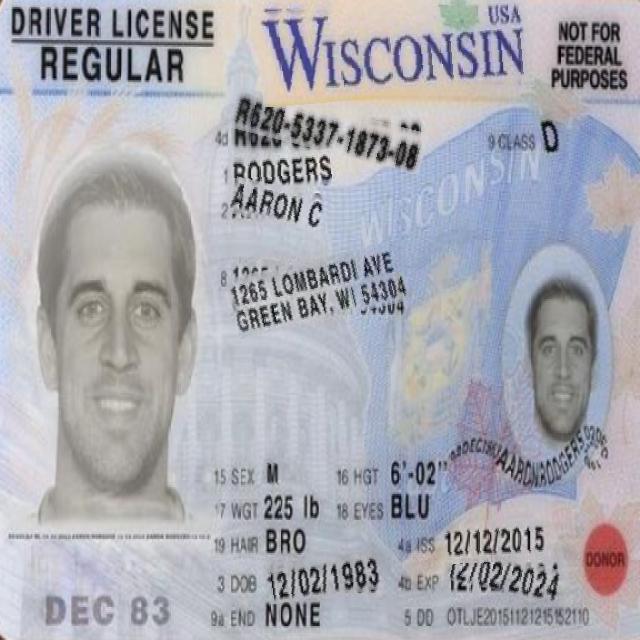 DRIVER LICENSE
REGULAR
WISCONSIN
USA
NOT FOR
FEDERAL
PURPOSES
4d R620-5337-1873-08
9 CLASS D
1 RODGERS
2 AARON C
WISCONSIN
8 1265 LOMBARDI AVE
GREEN BAY, WI 54304
15 SEX M
16 HGT 6'-02"
17 WGT 225 lb
18 EYES BLU
19 HAIR BRO
4a ISS 12/12/2015
3 DOB 12/02/1983
4b EXP 12/02/2024
DONOR
DEC 83
9a END NONE
5 DD OTLJE20151121215152110